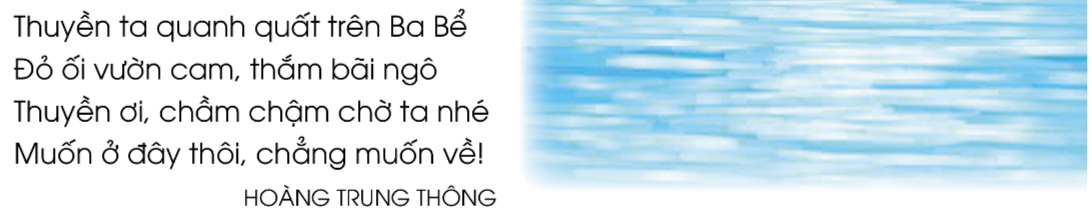 Thuyền ta quanh quất trên Ba Bể
Đỏ ối vườn cam, thắm bãi ngô
Thuyền ơi, chầm chậm chờ ta nhé
Muốn ở đây thôi, chẳng muốn về!
HOÀNG TRUNG THÔNG